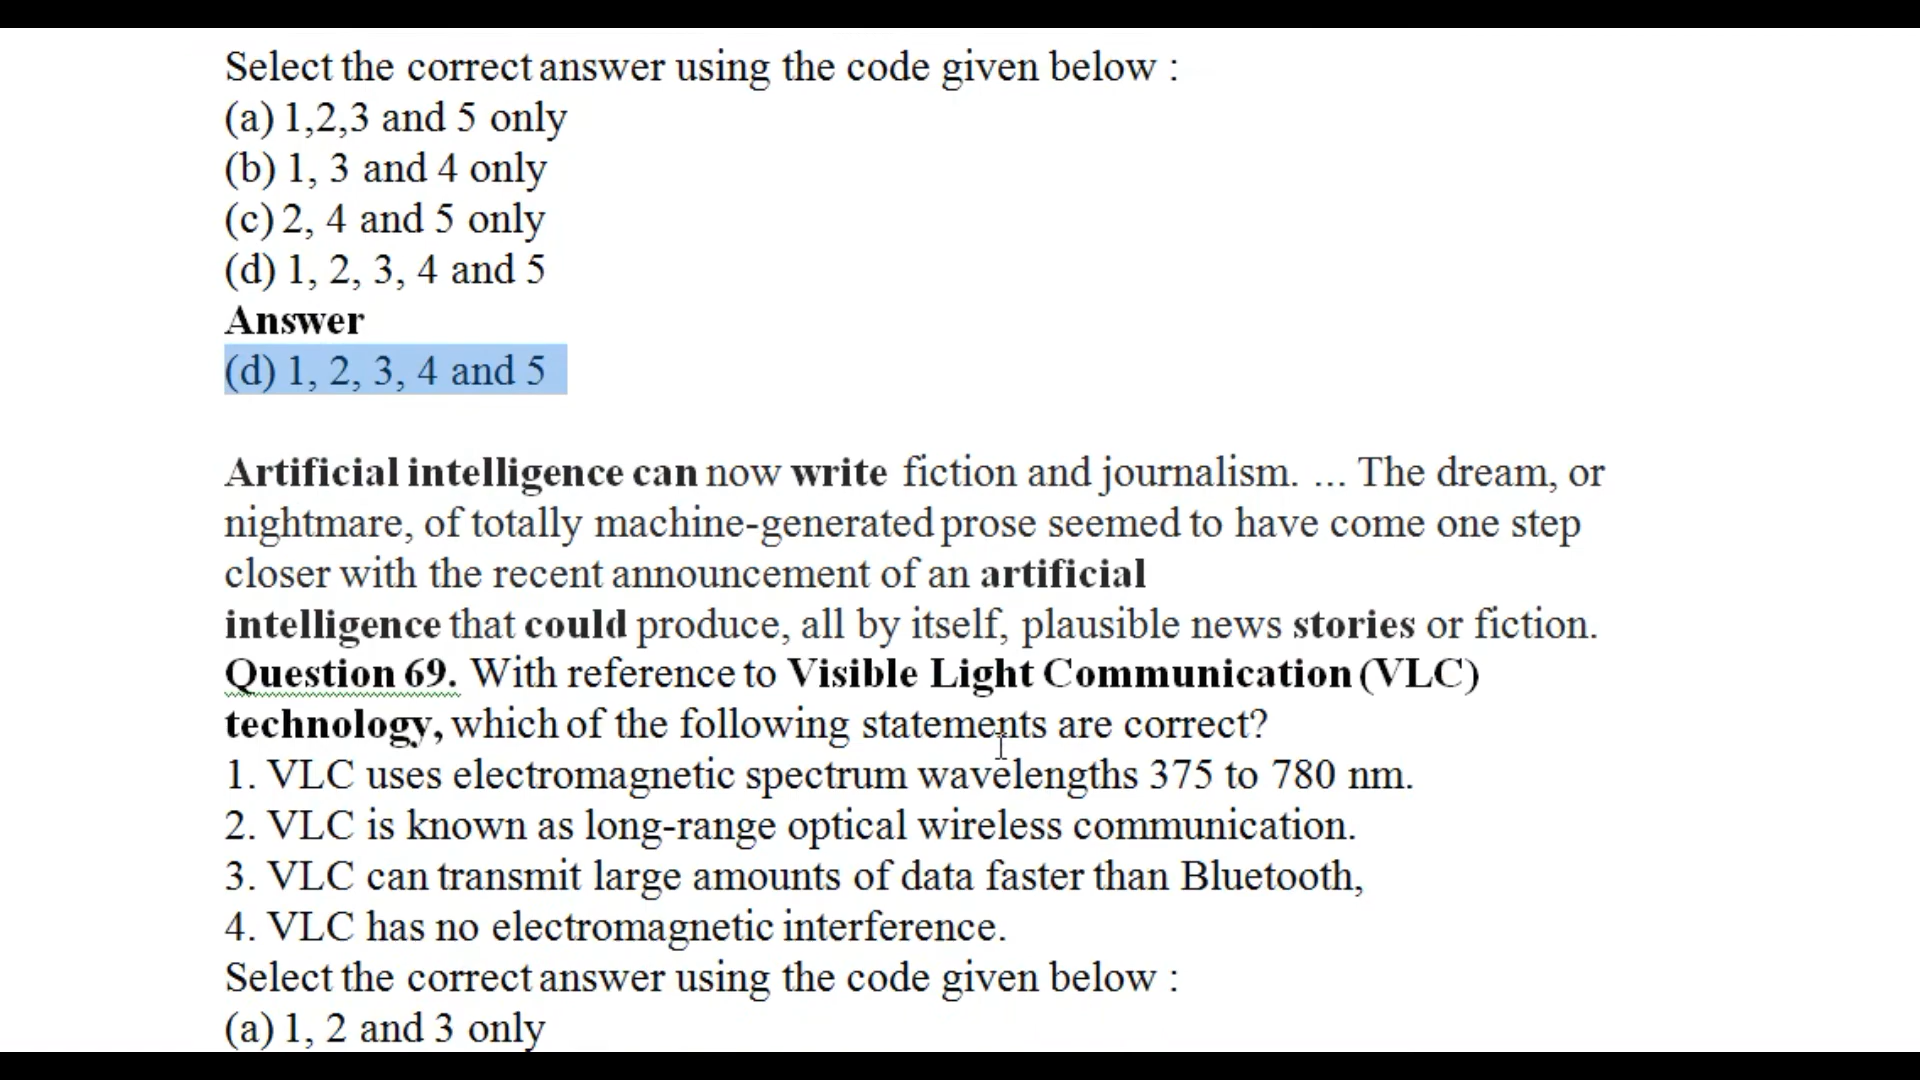 Select the correct answer using the code given below :
(a) 1,2,3 and 5 only
(b) 1, 3 and 4 only
(c) 2, 4 and 5 only
(d) 1, 2, 3, 4 and 5
Answer
(d) 1, 2, 3, 4 and 5
Artificial intelligence can now write fiction and journalism. ... The dream, or
nightmare, of totally machine-generated prose seemed to have come one step
closer with the recent announcement of an artificial
intelligence that could produce, all by itself, plausible news stories or fiction.
Question 69. With reference to Visible Light Communication (VLC)
technology, which of the following statements are correct?
1. VLC uses electromagnetic spectrum wavelengths 375 to 780 nm.
2. VLC is known as long-range optical wireless communication.
3. VLC can transmit large amounts of data faster than Bluetooth,
4. VLC has no electromagnetic interference.
Select the correct answer using the code given below :
(a) 1, 2 and 3 only